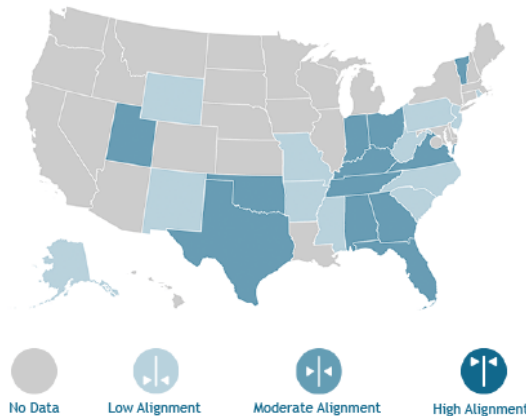 No Data
Low Alignment
Moderate Alignment
High Alignment